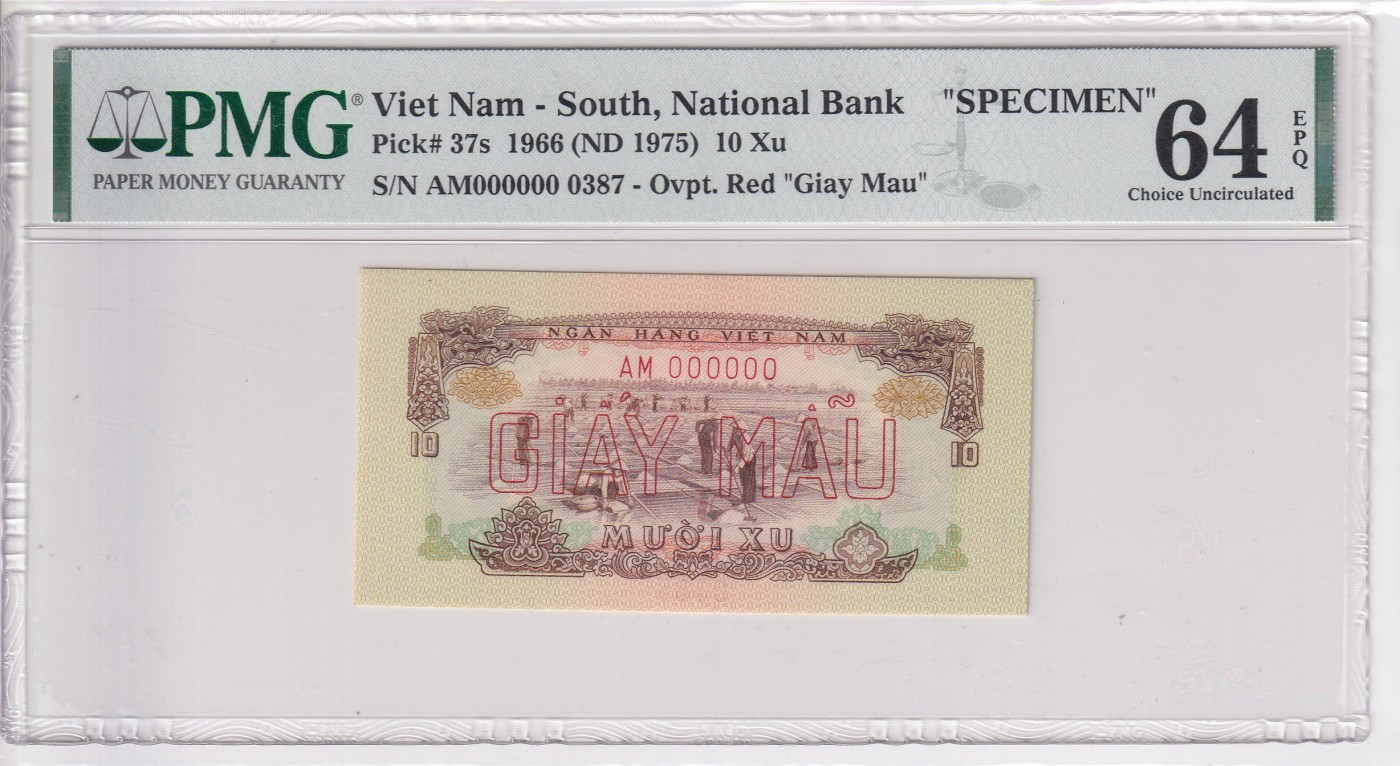 PMG®
PAPER MONEY GUARANTY
Viet Nam - South, National Bank "SPECIMEN"
Pick# 37s 1966 (ND 1975) 10 Xu
S/N AM000000 0387 - Ovpt. Red "Giay Mau"
64
EPQ
Choice Uncirculated
NGÂN HÀNG VIỆT NAM
AM 000000
GIẤY MẪU
10 10
MƯỜI XU